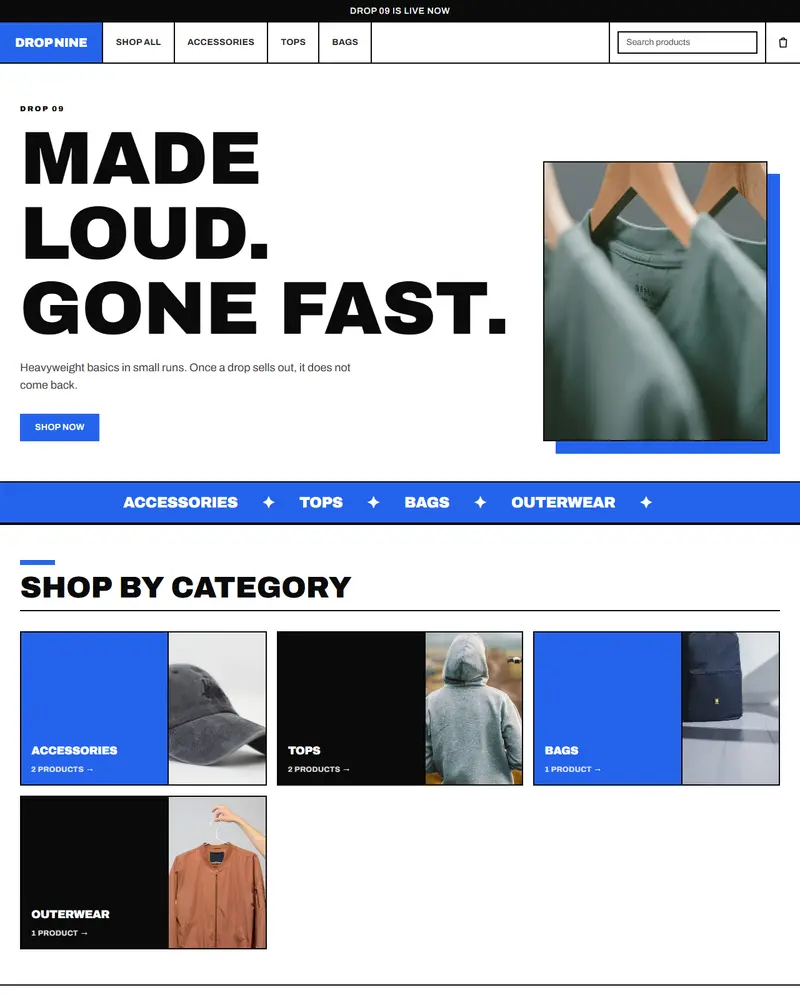 DROP 09 IS LIVE NOW
DROPNINE
SHOP ALL
ACCESSORIES
TOPS
BAGS
Search products
DROP 09
MADE
LOUD.
GONE FAST.
Heavyweight basics in small runs. Once a drop sells out, it does not
come back.
SHOP NOW
ACCESSORIES ✦ TOPS ✦ BAGS ✦ OUTERWEAR ✦
SHOP BY CATEGORY
ACCESSORIES
2 PRODUCTS →
TOPS
2 PRODUCTS →
BAGS
1 PRODUCT →
OUTERWEAR
1 PRODUCT →